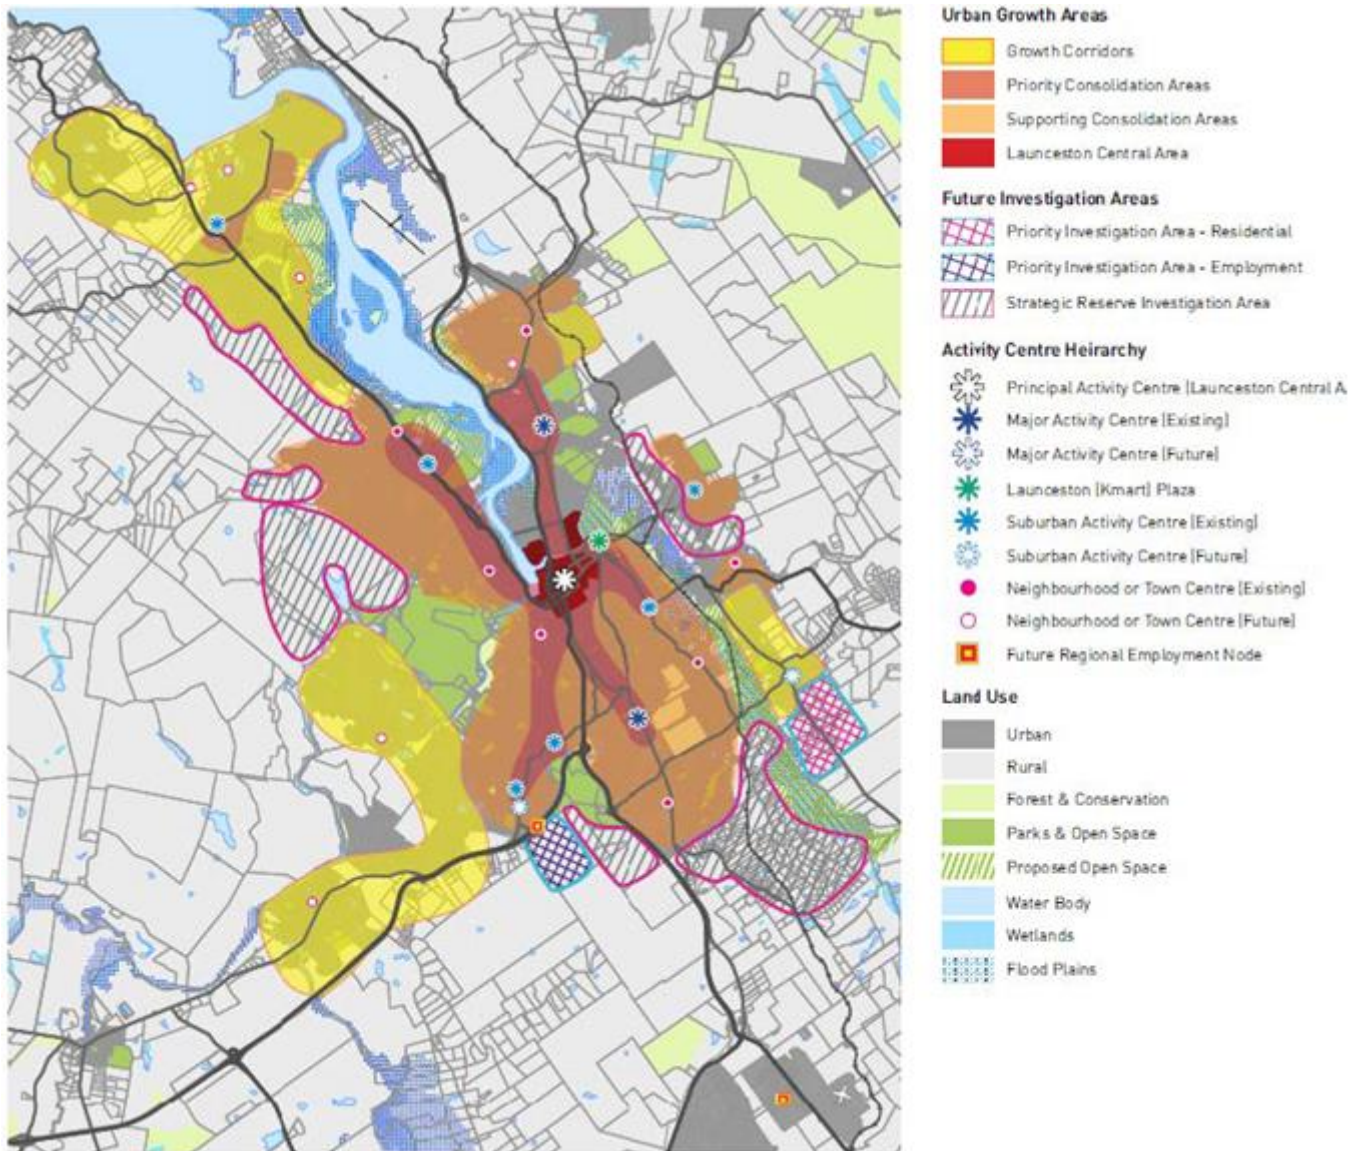 Urban Growth Areas
Growth Corridors
Priority Consolidation Areas
Supporting Consolidation Areas
Launceston Central Area
Future Investigation Areas
Priority Investigation Area - Residential
Priority Investigation Area - Employment
Strategic Reserve Investigation Area
Activity Centre Heirarchy
Principal Activity Centre (Launceston Central A
Major Activity Centre (Existing)
Major Activity Centre (Future)
Launceston (Kmart) Plaza
Suburban Activity Centre (Existing)
Suburban Activity Centre (Future)
Neighbourhood or Town Centre (Existing)
Neighbourhood or Town Centre (Future)
Future Regional Employment Node
Land Use
Urban
Rural
Forest & Conservation
Parks & Open Space
Proposed Open Space
Water Body
Wetlands
Flood Plains